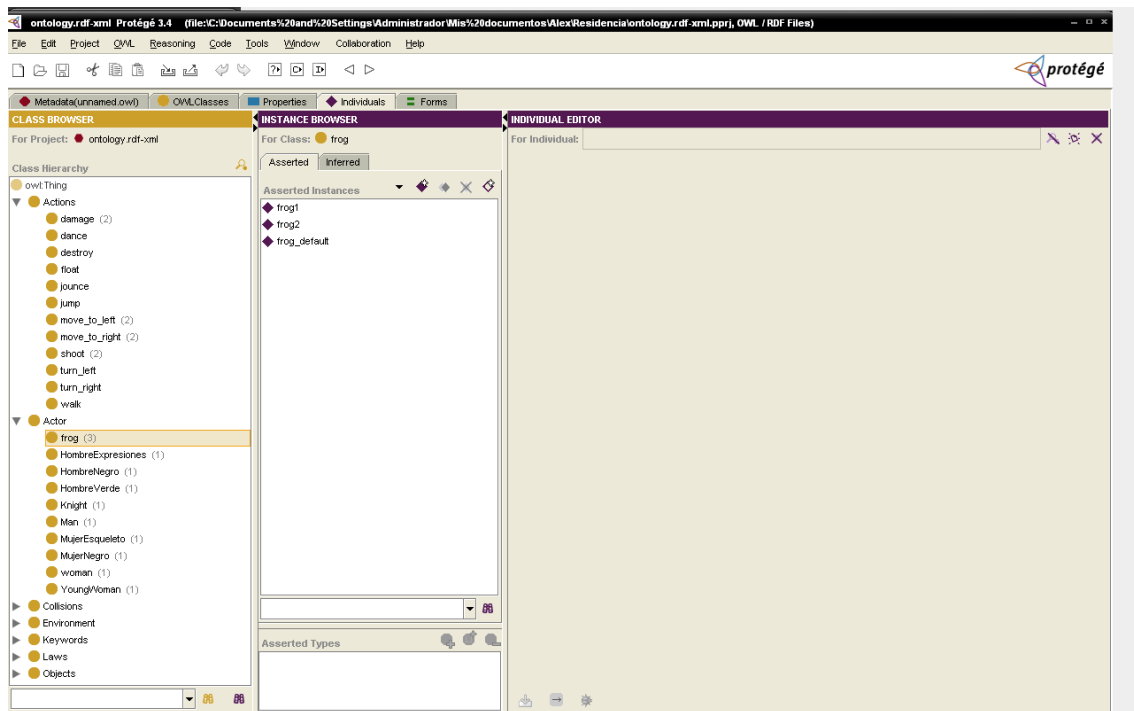 ontology.rdf-xml Protégé 3.4 (file:\C:\Documents%20and%20Settings\Administrador\Mis%20documentos\Alex\Residencia\ontology.rdf-xml.pprj, OWL / RDF Files)
File Edit Project OWL Reasoning Code Tools Window Collaboration Help
protégé
Metadata(unnamed.owl) OWLClasses Properties Individuals Forms
CLASS BROWSER
For Project: ontology.rdf-xml
Class Hierarchy
owl:Thing
Actions
damage (2)
dance
destroy
float
jounce
jump
move_to_left (2)
move_to_right (2)
shoot (2)
turn_left
turn_right
walk
Actor
frog (3)
HombreExpresiones (1)
HombreNegro (1)
HombreVerde (1)
Knight (1)
Man (1)
MujerEsqueleto (1)
MujerNegro (1)
woman (1)
YoungWoman (1)
Collisions
Environment
Keywords
Laws
Objects
INSTANCE BROWSER
For Class: frog
Asserted Inferred
Asserted Instances
frog1
frog2
frog_default
Asserted Types
INDIVIDUAL EDITOR
For Individual: